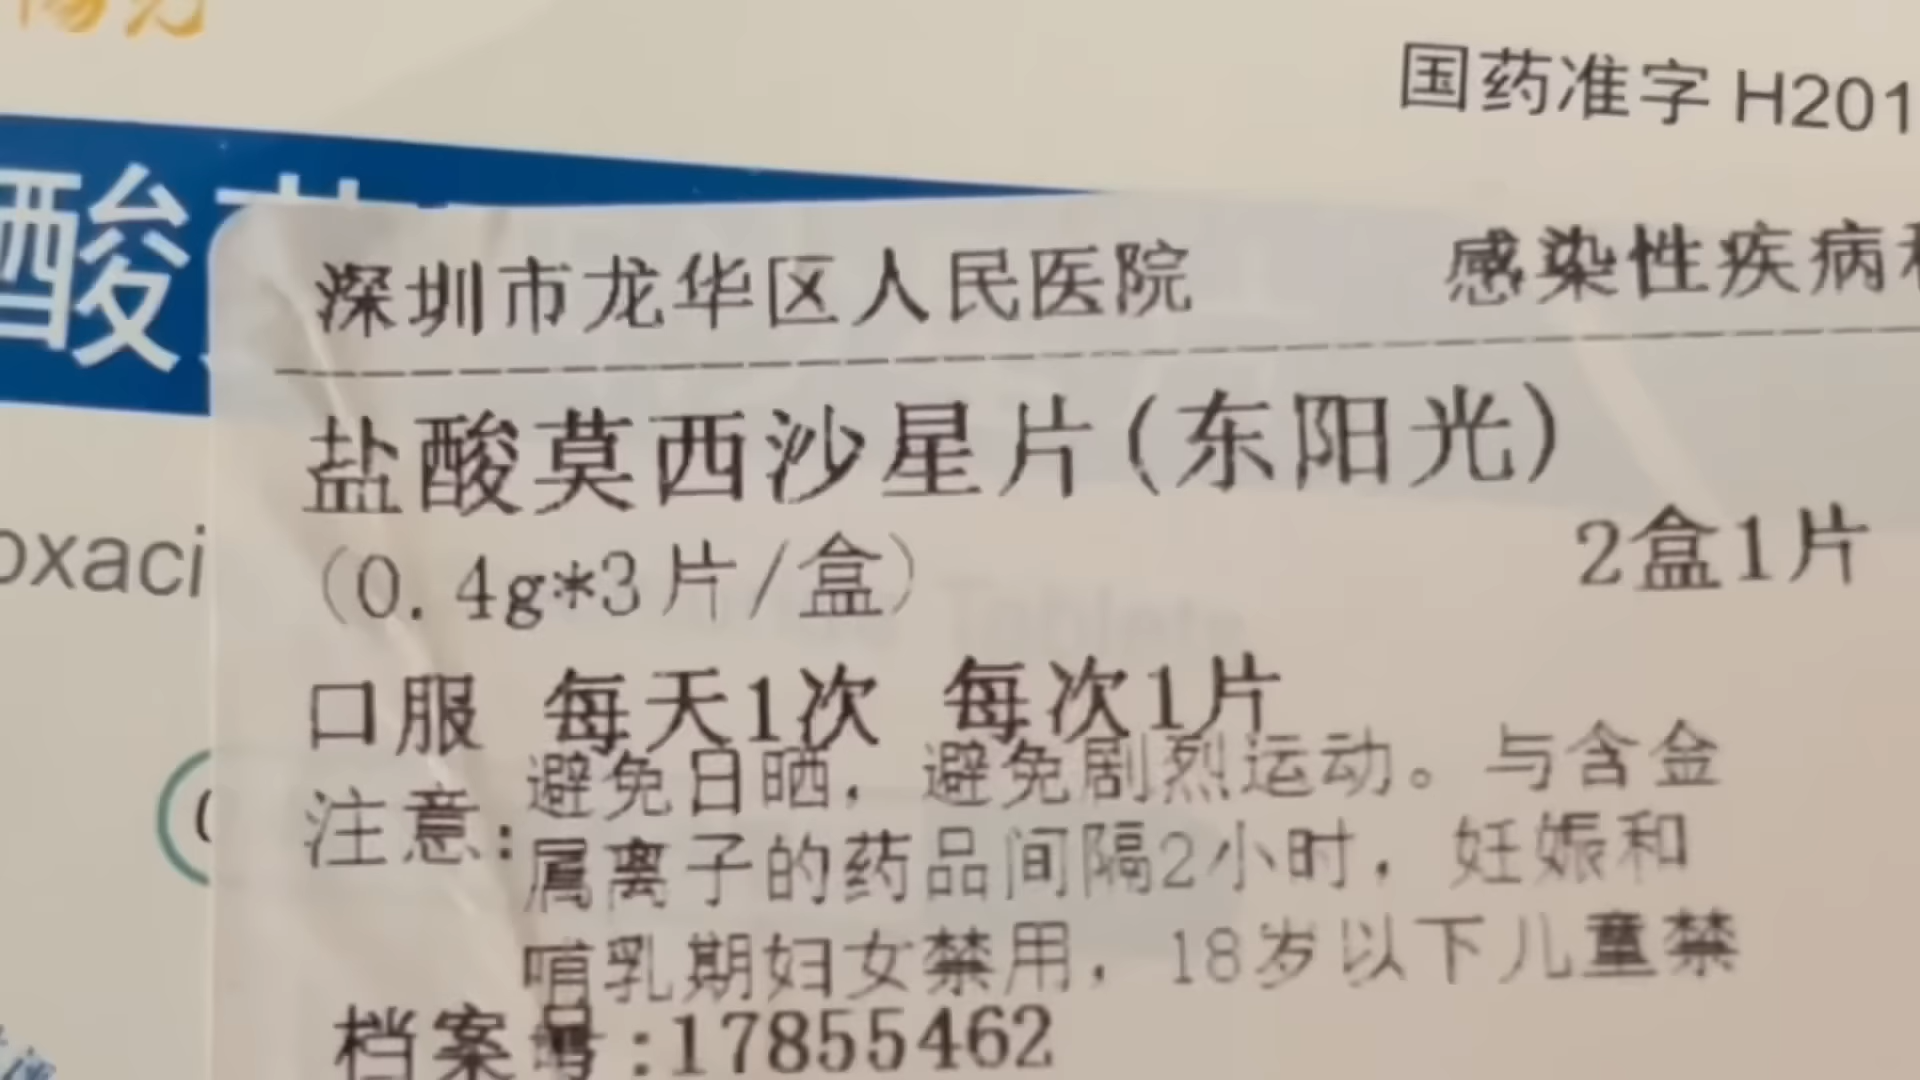 陽光
国药准字 H201
酸莫
深圳市龙华区人民医院 感染性疾病科
盐酸莫西沙星片(东阳光)
oxaci
(0.4g*3片/盒) 2盒1片
Tablets
口服 每天1次 每次1片
注意:避免日晒，避免剧烈运动。与含金
属离子的药品间隔2小时，妊娠和
哺乳期妇女禁用，18岁以下儿童禁
档案号:17855462